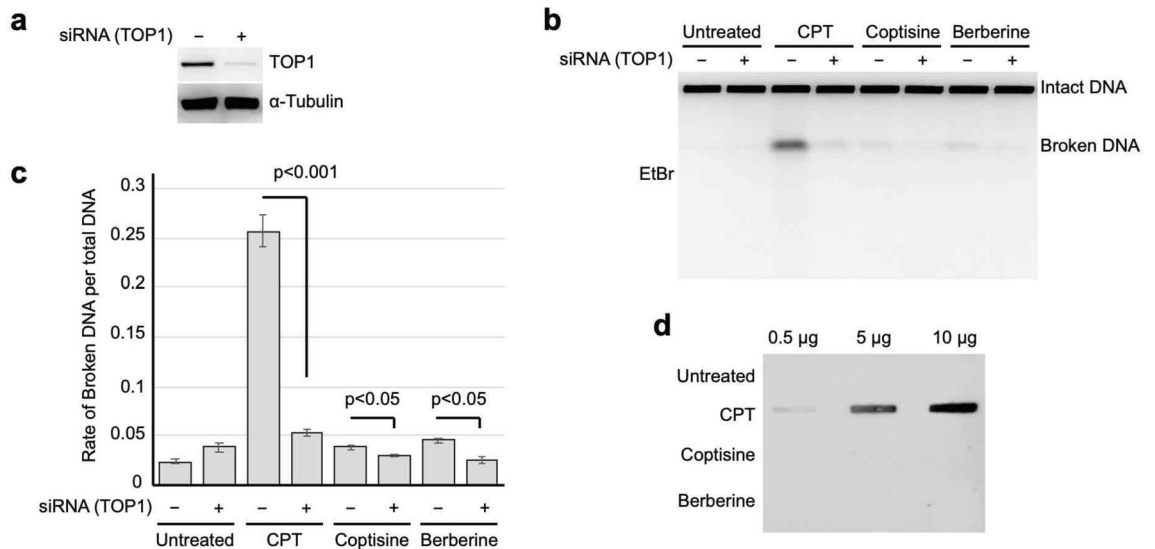 a
siRNA (TOP1) – +
TOP1
α-Tubulin
b
Untreated CPT Coptisine Berberine
siRNA (TOP1) – + – + – + – +
Intact DNA
Broken DNA
EtBr
c
Rate of Broken DNA per total DNA
0.3
0.25
0.2
0.15
0.1
0.05
0
p<0.001
p<0.05 p<0.05
siRNA (TOP1) – + – + – + – +
Untreated CPT Coptisine Berberine
d
0.5 μg 5 μg 10 μg
Untreated
CPT
Coptisine
Berberine